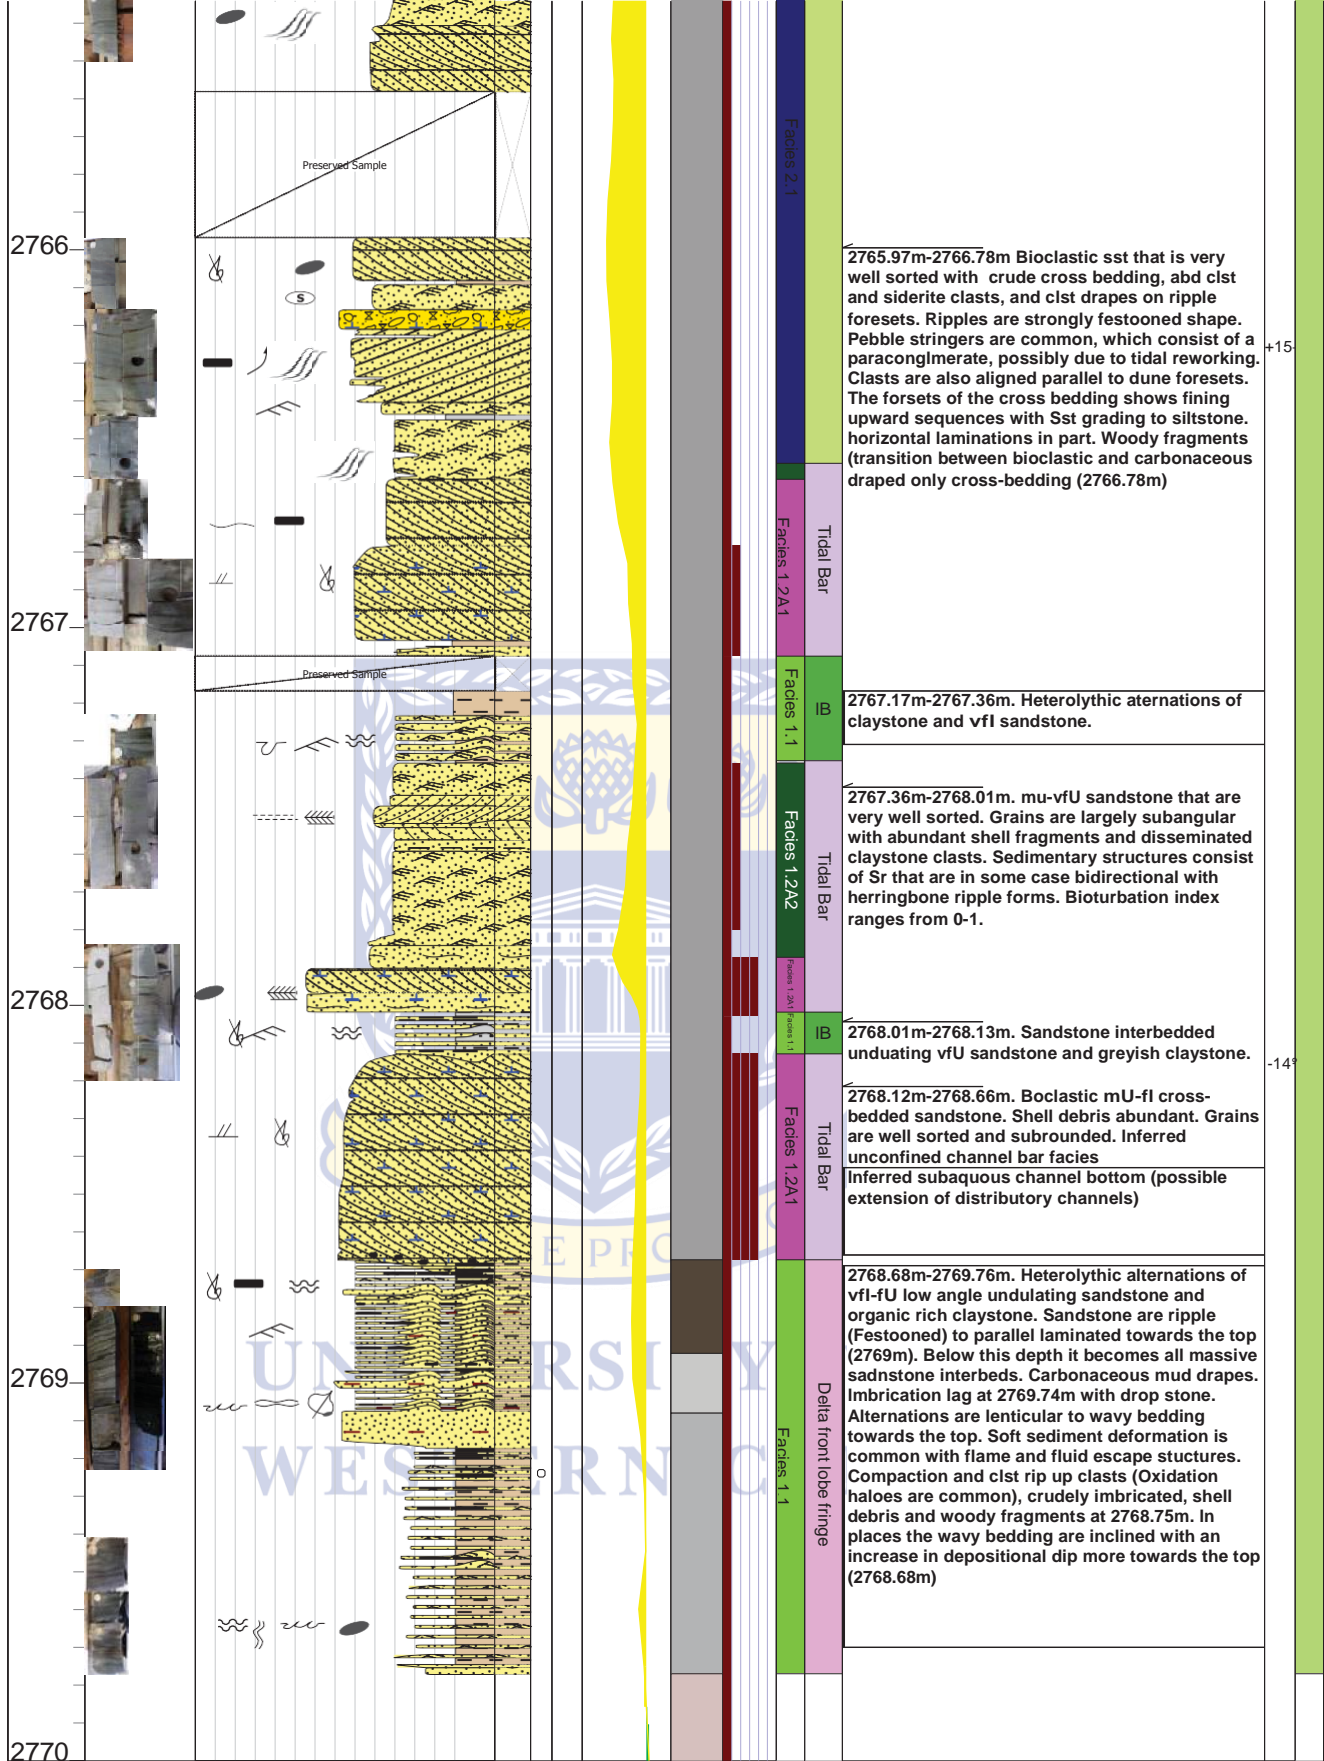 Preserved Sample
Facies 2.1
2766
2765.97m-2766.78m Bioclastic sst that is very
well sorted with crude cross bedding, abd clst
and siderite clasts, and clst drapes on ripple
foresets. Ripples are strongly festooned shape.
Pebble stringers are common, which consist of a
paraconglmerate, possibly due to tidal reworking.
Clasts are also aligned parallel to dune foresets.
The forsets of the cross bedding shows fining
upward sequences with Sst grading to siltstone.
horizontal laminations in part. Woody fragments
(transition between bioclastic and carbonaceous
draped only cross-bedding (2766.78m)
S
+15
Facies 1.2A1
Tidal Bar
2767
Preserved Sample
Facies 1.1
IB
2767.17m-2767.36m. Heterolythic aternations of
claystone and vfl sandstone.
Facies 1.2A2
Tidal Bar
2767.36m-2768.01m. mu-vfU sandstone that are
very well sorted. Grains are largely subangular
with abundant shell fragments and disseminated
claystone clasts. Sedimentary structures consist
of Sr that are in some case bidirectional with
herringbone ripple forms. Bioturbation index
ranges from 0-1.
Facies 1.2A1
2768
Facies 1.1
IB
2768.01m-2768.13m. Sandstone interbedded
unduating vfU sandstone and greyish claystone.
-14°
Facies 1.2A1
Tidal Bar
2768.12m-2768.66m. Boclastic mU-fl cross-
bedded sandstone. Shell debris abundant. Grains
are well sorted and subrounded. Inferred
unconfined channel bar facies
Inferred subaquous channel bottom (possible
extension of distributory channels)
2769
Facies 1.1
Delta front lobe fringe
2768.68m-2769.76m. Heterolythic alternations of
vfl-fU low angle undulating sandstone and
organic rich claystone. Sandstone are ripple
(Festooned) to parallel laminated towards the top
(2769m). Below this depth it becomes all massive
sadnstone interbeds. Carbonaceous mud drapes.
Imbrication lag at 2769.74m with drop stone.
Alternations are lenticular to wavy bedding
towards the top. Soft sediment deformation is
common with flame and fluid escape stuctures.
Compaction and clst rip up clasts (Oxidation
haloes are common), crudely imbricated, shell
debris and woody fragments at 2768.75m. In
places the wavy bedding are inclined with an
increase in depositional dip more towards the top
(2768.68m)
2770